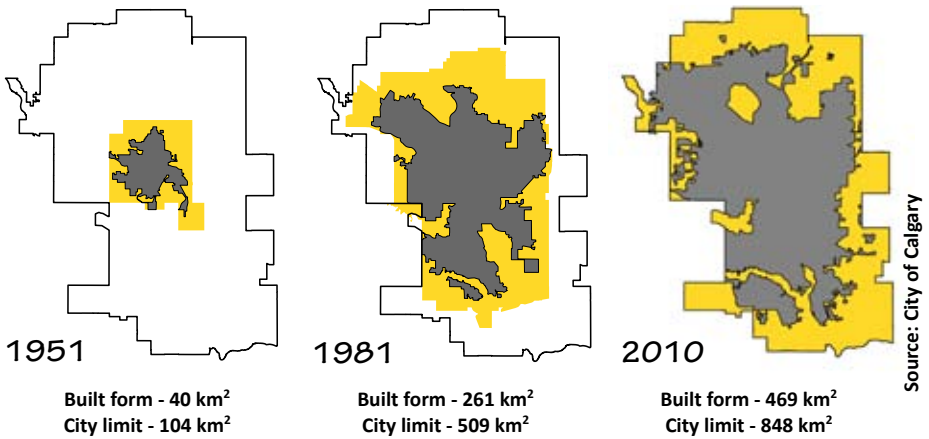 1951
Built form - 40 km²
City limit - 104 km²
1981
Built form - 261 km²
City limit - 509 km²
2010
Built form - 469 km²
City limit - 848 km²
Source: City of Calgary